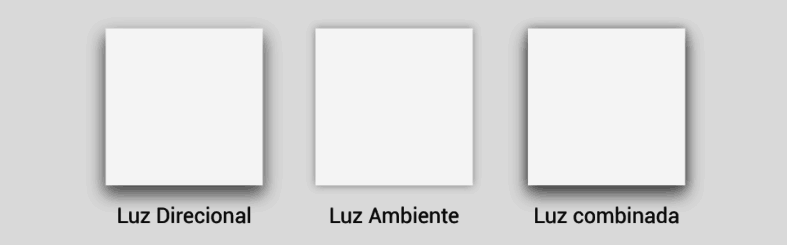 Luz Direcional
Luz Ambiente
Luz combinada